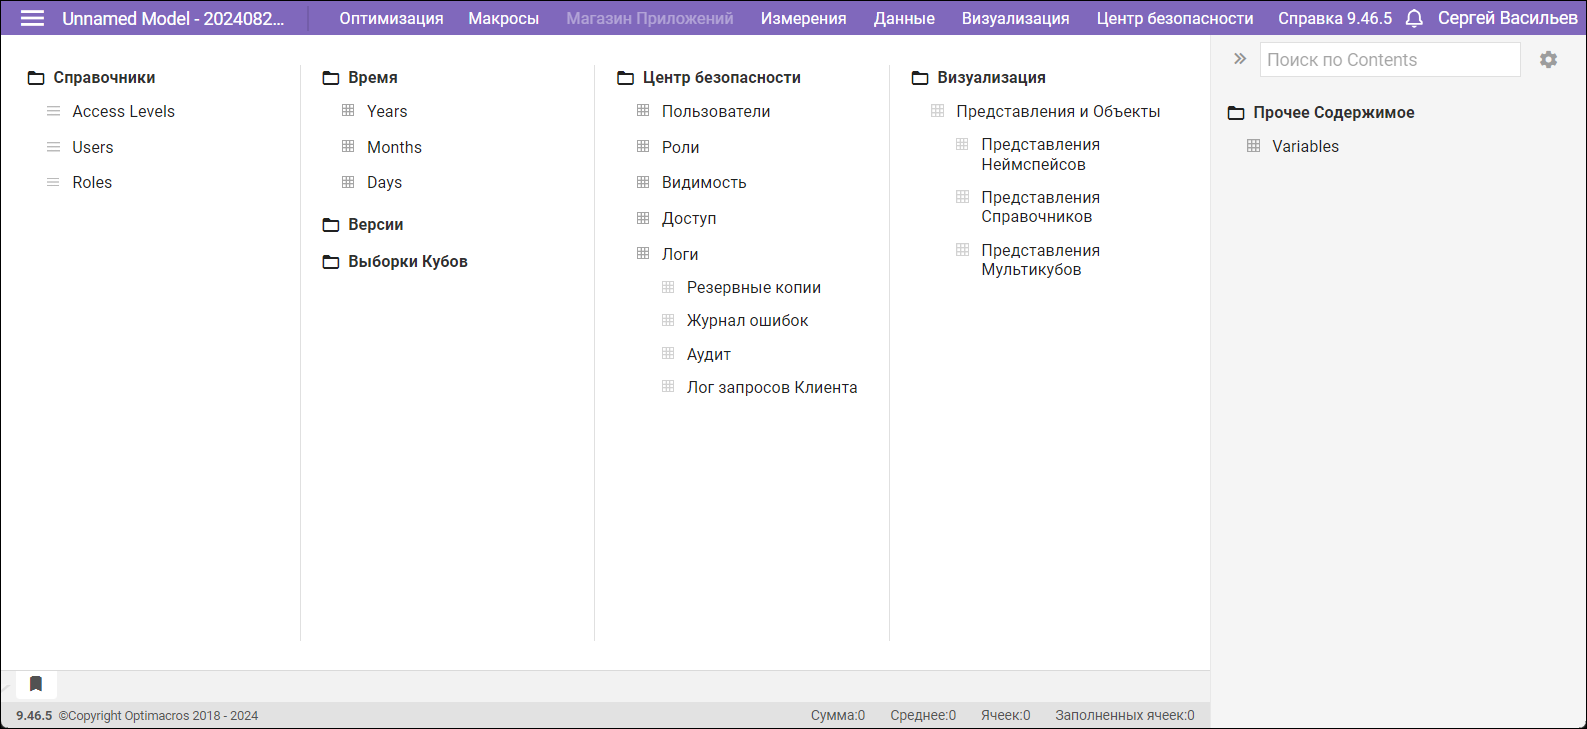 Unnamed Model - 2024082...
Оптимизация
Макросы
Магазин Приложений
Измерения
Данные
Визуализация
Центр безопасности
Справка 9.46.5
Сергей Васильев
Справочники
Access Levels
Users
Roles
Время
Years
Months
Days
Версии
Выборки Кубов
Центр безопасности
Пользователи
Роли
Видимость
Доступ
Логи
Резервные копии
Журнал ошибок
Аудит
Лог запросов Клиента
Визуализация
Представления и Объекты
Представления
Неймспейсов
Представления
Справочников
Представления
Мультикубов
Поиск по Contents
Прочее Содержимое
Variables
9.46.5 ©Copyright Optimacros 2018 - 2024
Сумма:0
Среднее:0
Ячеек:0
Заполненных ячеек:0